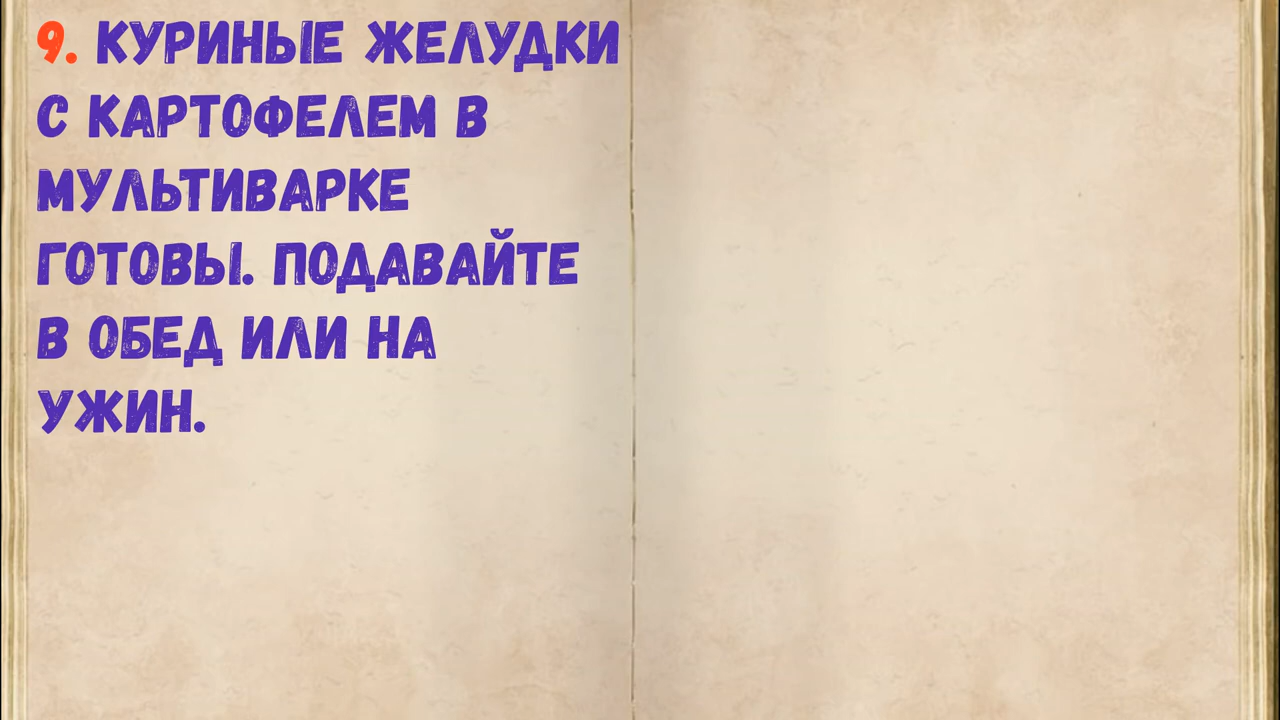 9. КУРИНЫЕ ЖЕЛУДКИ
С КАРТОФЕЛЕМ В
МУЛЬТИВАРКЕ
ГОТОВЫ. ПОДАВАЙТЕ
В ОБЕД ИЛИ НА
УЖИН.